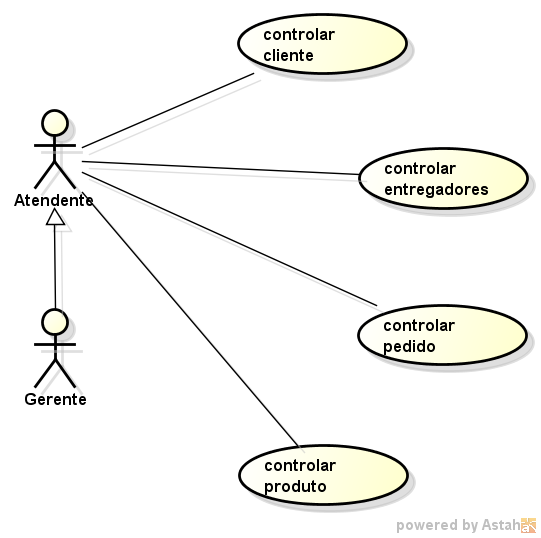 controlar
cliente
controlar
entregadores
Atendente
controlar
pedido
Gerente
controlar
produto
powered by Astah